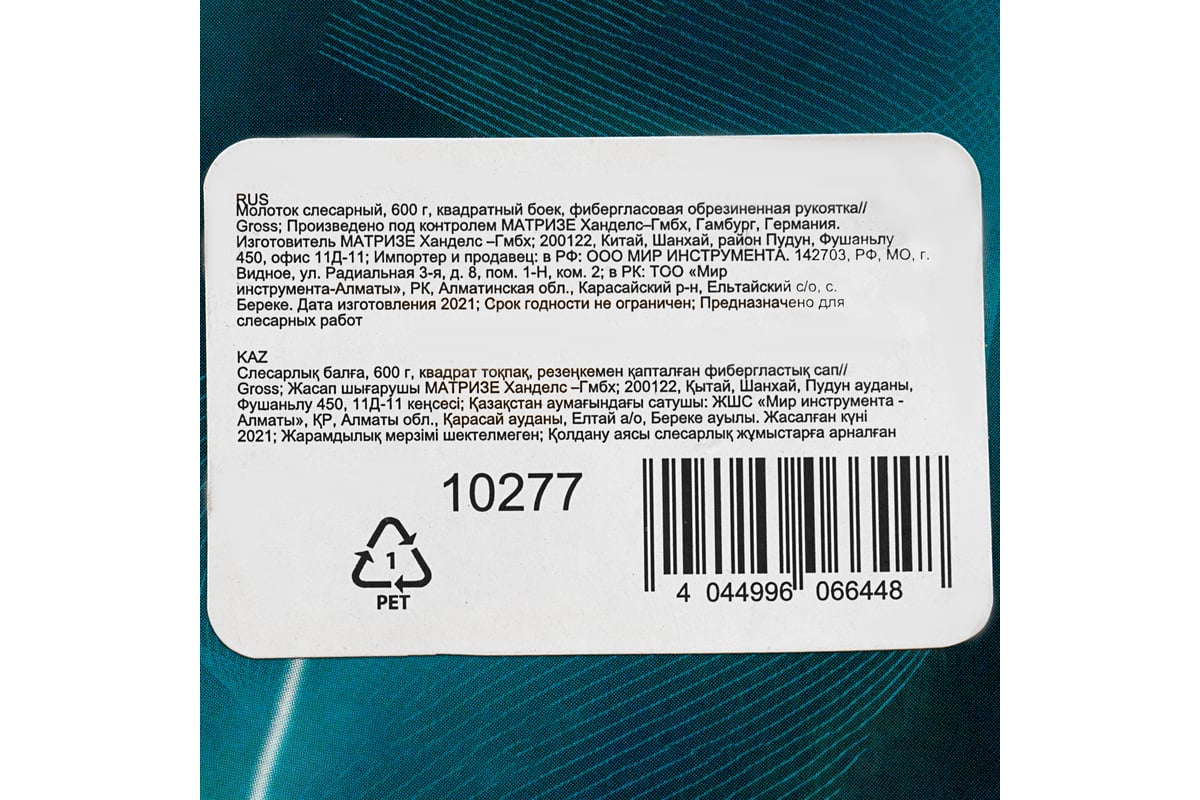 RUS
Молоток слесарный, 600 г, квадратный боек, фибергласовая обрезиненная рукоятка//
Gross; Произведено под контролем МАТРИЗЕ Ханделс–Гмбх, Гамбург, Германия.
Изготовитель МАТРИЗЕ Ханделс –Гмбх; 200122, Китай, Шанхай, район Пудун, Фушаньлу
450, офис 11Д-11; Импортер и продавец: в РФ: ООО МИР ИНСТРУМЕНТА. 142703, РФ, МО, г.
Видное, ул. Радиальная 3-я, д. 8, пом. 1-Н, ком. 2; в РК: ТОО «Мир
инструмента-Алматы», РК, Алматинская обл., Карасайский р-н, Ельтайский с/о, с.
Береке. Дата изготовления 2021; Срок годности не ограничен; Предназначено для
слесарных работ
KAZ
Слесарлық балға, 600 г, квадрат тоқпақ, резеңкемен қапталған фибергластық сап//
Gross; Жасап шығарушы МАТРИЗЕ Ханделс –Гмбх; 200122, Қытай, Шанхай, Пудун ауданы,
Фушаньлу 450, 11Д-11 кеңсесі; Қазақстан аумағындағы сатушы: ЖШС «Мир инструмента -
Алматы», ҚР, Алматы обл., Қарасай ауданы, Елтай а/о, Береке ауылы. Жасалған күні
2021; Жарамдылық мерзімі шектелмеген; Қолдану аясы слесарлық жұмыстарға арналған
10277
1
PET
4 044996 066448